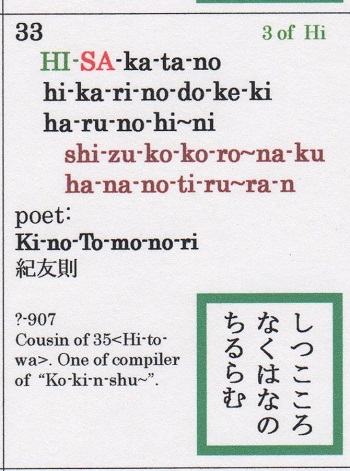 33
3 of Hi
HI-SA-ka-ta-no
hi-ka-ri-no-do-ke-ki
ha-ru-no-hi~ni
shi-zu-ko-ko-ro~na-ku
ha-na-no-ti-ru~ra-n
poet:
Ki-no-To-mo-no-ri
紀友則
?-907
Cousin of 35<Hi-to-
wa>. One of compiler
of “Ko-ki-n-shu~”.
しつこころ
なくはなの
ちるらむ